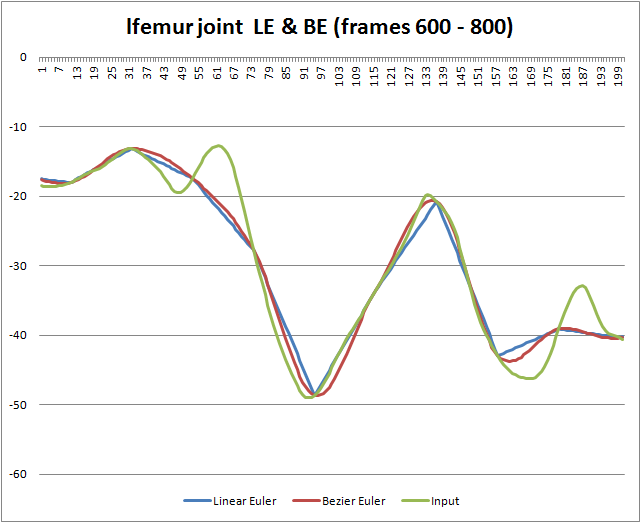 lfemur joint LE & BE (frames 600 - 800)
0
1 7 13 19 25 31 37 43 49 55 61 67 73 79 85 91 97 103 109 115 121 127 133 139 145 151 157 163 169 175 181 187 193 199
-10
-20
-30
-40
-50
-60
Linear Euler Bezier Euler Input